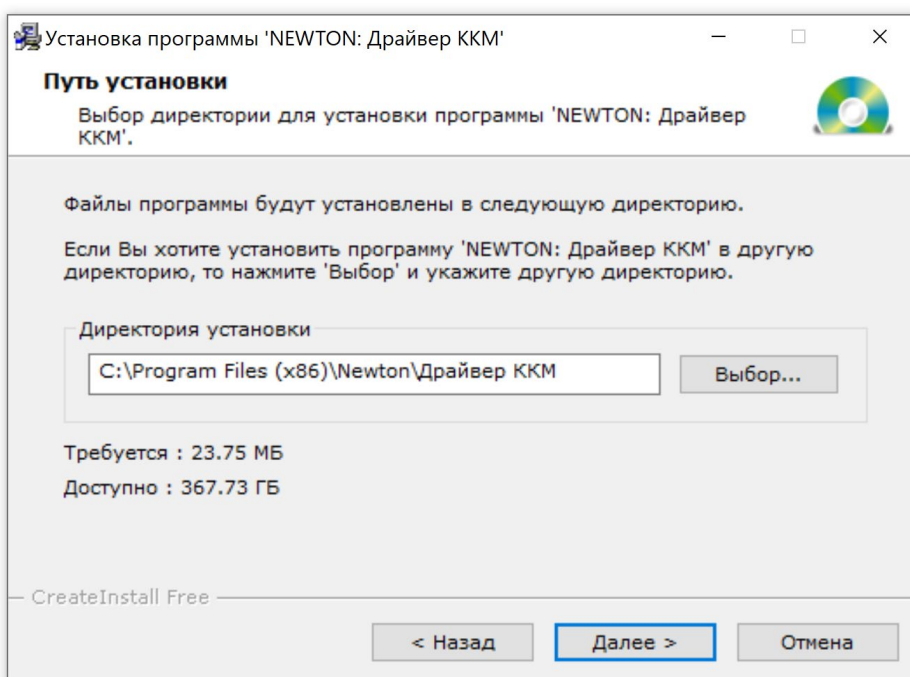 Установка программы 'NEWTON: Драйвер ККМ'
Путь установки
Выбор директории для установки программы 'NEWTON: Драйвер
ККМ'.
Файлы программы будут установлены в следующую директорию.
Если Вы хотите установить программу 'NEWTON: Драйвер ККМ' в другую
директорию, то нажмите 'Выбор' и укажите другую директорию.
Директория установки
C:\Program Files (x86)\Newton\Драйвер ККМ
Выбор...
Требуется : 23.75 МБ
Доступно : 367.73 ГБ
CreateInstall Free
< Назад
Далее >
Отмена